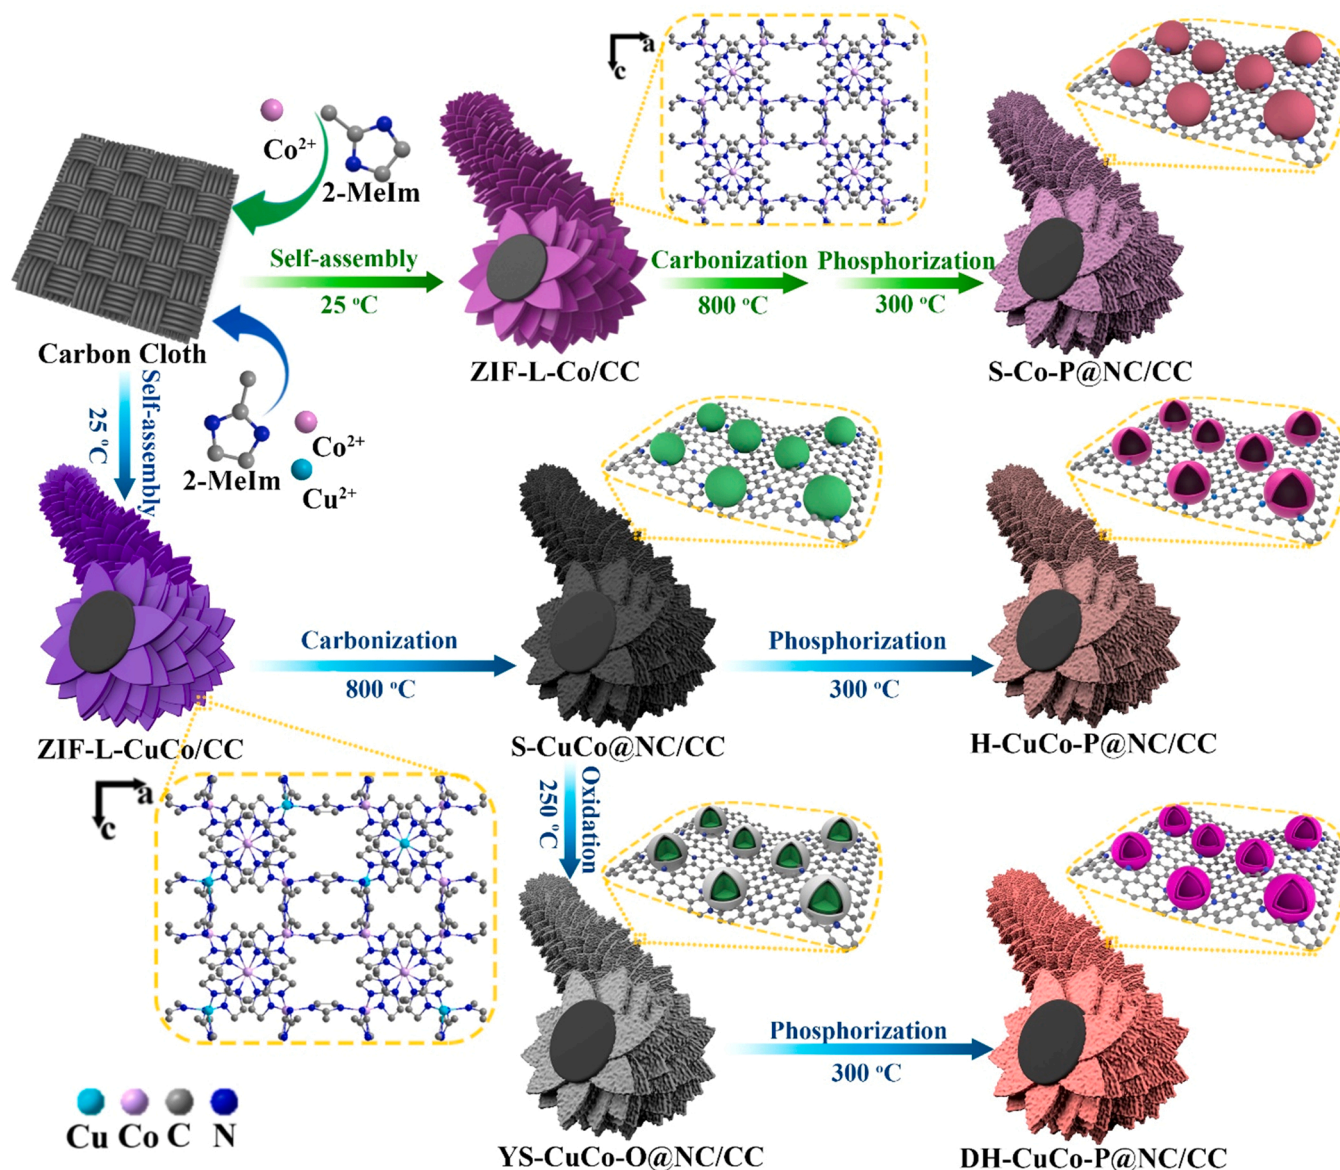 a
c
Co²⁺
2-MeIm
Self-assembly
25 °C
Carbonization
800 °C
Phosphorization
300 °C
Carbon Cloth
ZIF-L-Co/CC
S-Co-P@NC/CC
Self-assembly
25 °C
2-MeIm
Co²⁺
Cu²⁺
Carbonization
800 °C
Phosphorization
300 °C
ZIF-L-CuCo/CC
S-CuCo@NC/CC
H-CuCo-P@NC/CC
a
c
Oxidation
250 °C
Phosphorization
300 °C
Cu Co C N
YS-CuCo-O@NC/CC
DH-CuCo-P@NC/CC